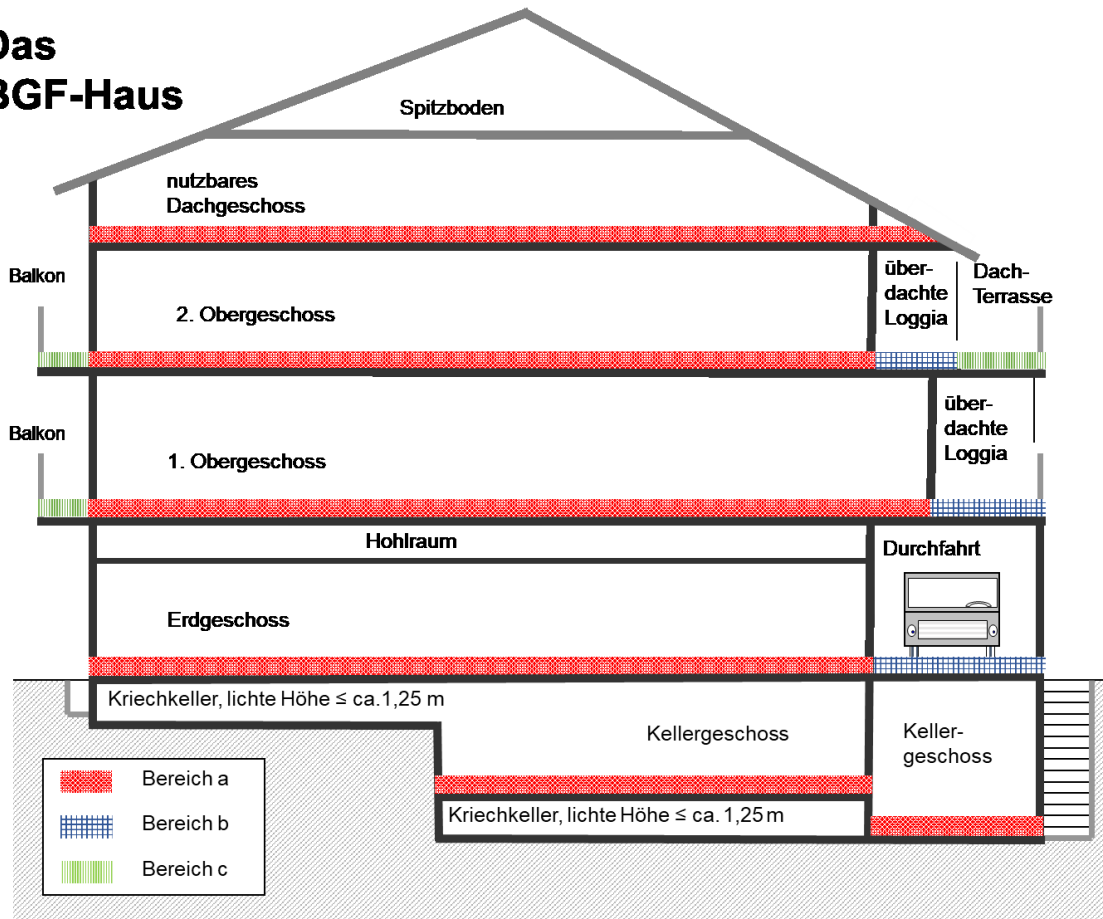 Das
BGF-Haus
Spitzboden
nutzbares
Dachgeschoss
Balkon
2. Obergeschoss
über-
dachte
Loggia
Dach-
Terrasse
Balkon
1. Obergeschoss
über-
dachte
Loggia
Hohlraum
Durchfahrt
Erdgeschoss
Kriechkeller, lichte Höhe ≤ ca.1,25 m
Kellergeschoss
Keller-
geschoss
Kriechkeller, lichte Höhe ≤ ca. 1,25 m
Bereich a
Bereich b
Bereich c